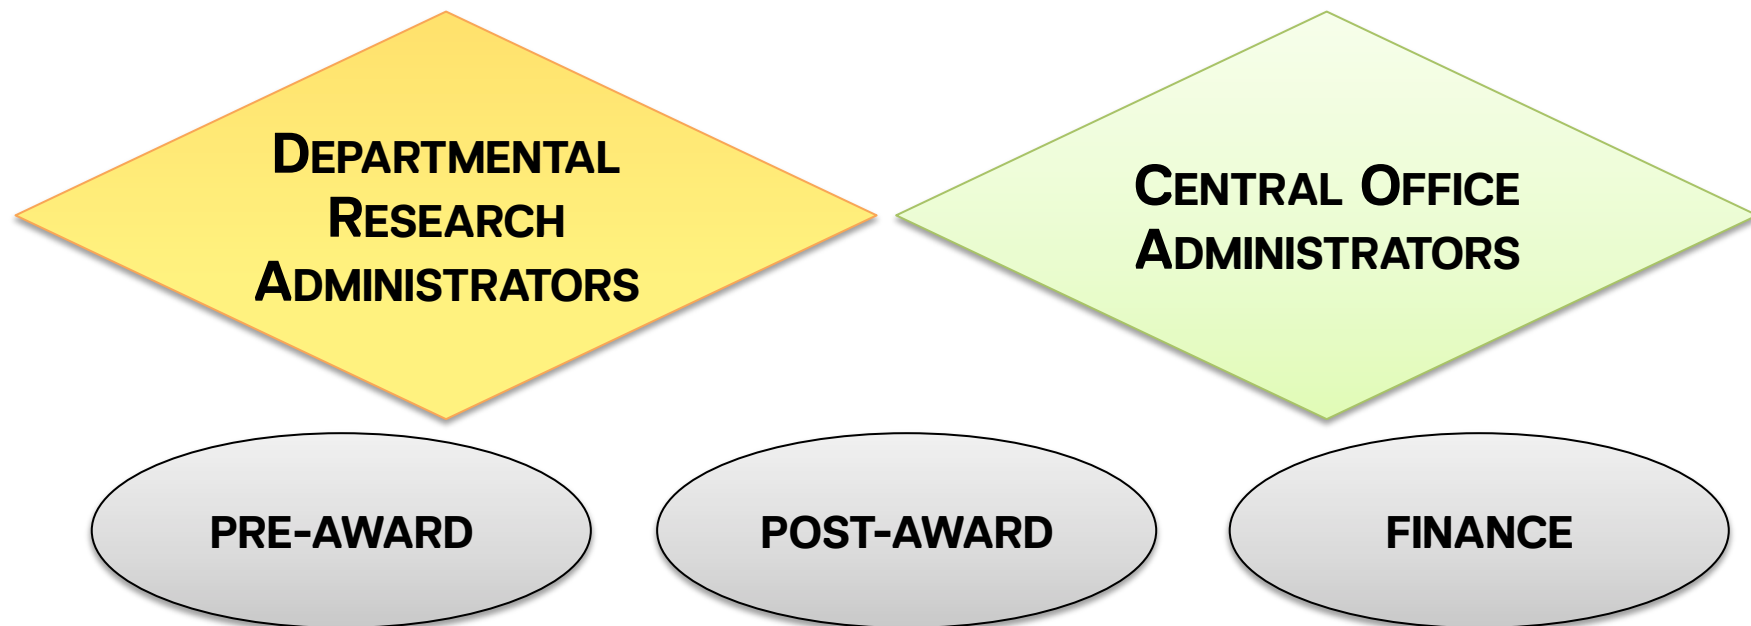 DEPARTMENTAL
RESEARCH
ADMINISTRATORS
CENTRAL OFFICE
ADMINISTRATORS
PRE-AWARD
POST-AWARD
FINANCE